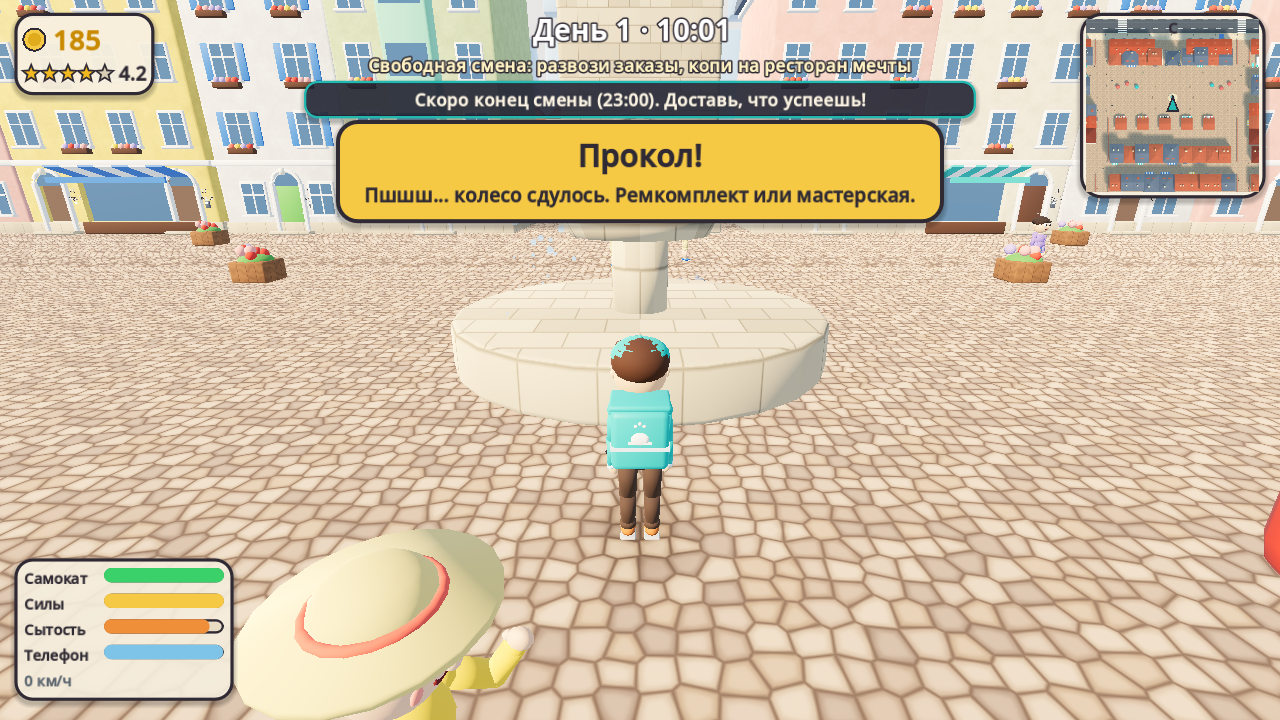 185
4.2
День 1 · 10:01
Свободная смена: развози заказы, копи на ресторан мечты
Скоро конец смены (23:00). Доставь, что успеешь!
Прокол!
Пшшш... колесо сдулось. Ремкомплект или мастерская.
С
Самокат
Силы
Сытость
Телефон
0 км/ч